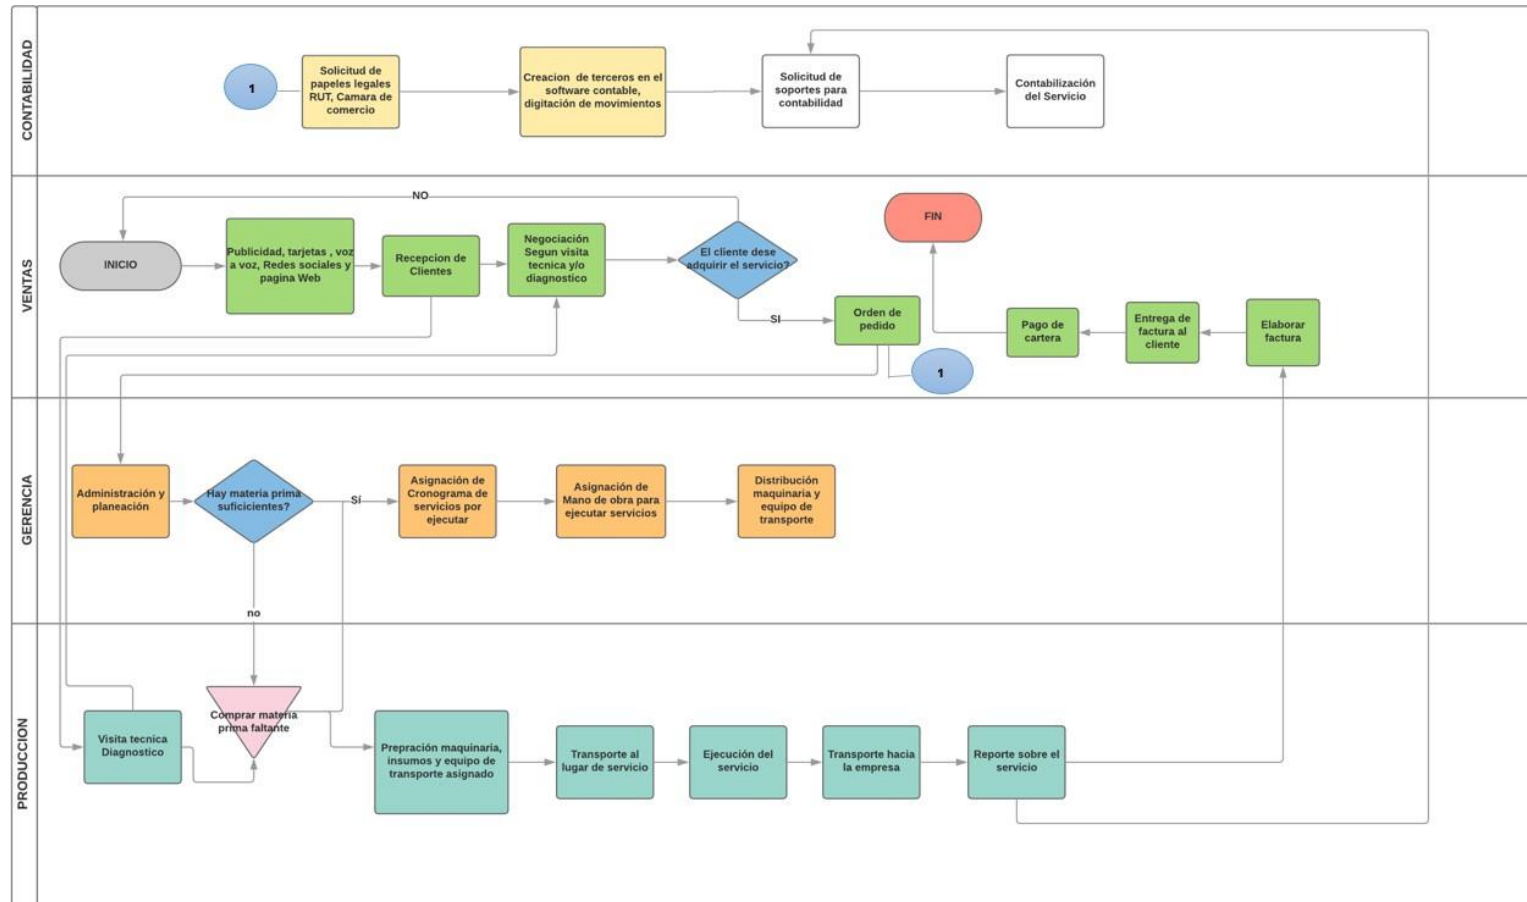 CONTABILIDAD
1
Solicitud de
papeles legales
RUT, Camara de
comercio
Creacion de terceros en el
software contable,
digitación de movimientos
Solicitud de
soportes para
contabilidad
Contabilización
del Servicio
VENTAS
NO
INICIO
Publicidad, tarjetas , voz
a voz, Redes sociales y
pagina Web
Recepcion de
Clientes
Negociación
Segun visita
tecnica y/o
diagnostico
El cliente dese
adquirir el servicio?
SI
Orden de
pedido
1
FIN
Pago de
cartera
Entrega de
factura al
cliente
Elaborar
factura
GERENCIA
Administración y
planeación
Hay materia prima
suficicientes?
Sí
no
Asignación de
Cronograma de
servicios por
ejecutar
Asignación de
Mano de obra para
ejecutar servicios
Distribución
maquinaria y
equipo de
transporte
PRODUCCION
Visita tecnica
Diagnostico
Comprar materia
prima faltante
Prepración maquinaria,
insumos y equipo de
transporte asignado
Transporte al
lugar de servicio
Ejecución del
servicio
Transporte hacia
la empresa
Reporte sobre el
servicio